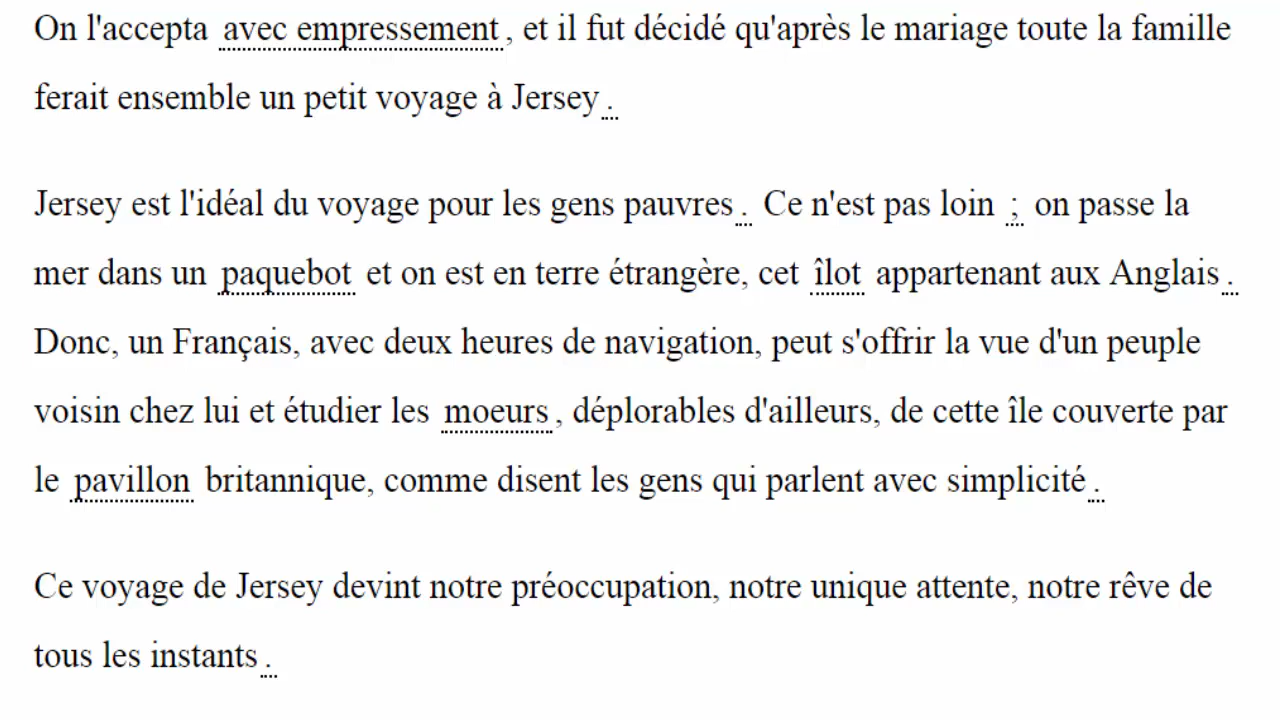 On l'accepta avec empressement, et il fut décidé qu'après le mariage toute la famille
ferait ensemble un petit voyage à Jersey.
Jersey est l'idéal du voyage pour les gens pauvres. Ce n'est pas loin ; on passe la
mer dans un paquebot et on est en terre étrangère, cet îlot appartenant aux Anglais.
Donc, un Français, avec deux heures de navigation, peut s'offrir la vue d'un peuple
voisin chez lui et étudier les moeurs, déplorables d'ailleurs, de cette île couverte par
le pavillon britannique, comme disent les gens qui parlent avec simplicité.
Ce voyage de Jersey devint notre préoccupation, notre unique attente, notre rêve de
tous les instants.